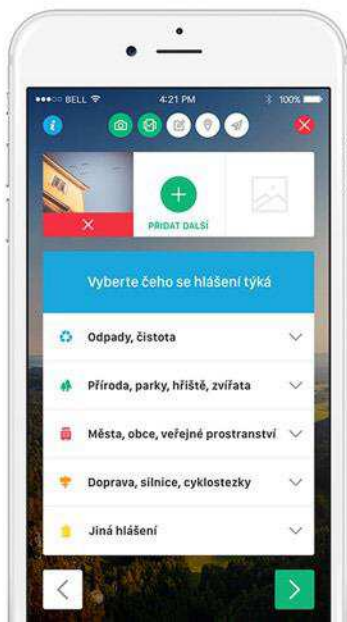 BELL 4:21 PM 100%
PŘIDAT DALŠÍ
Vyberte čeho se hlášení týká
Odpady, čistota
Příroda, parky, hřiště, zvířata
Města, obce, veřejné prostranství
Doprava, silnice, cyklostezky
Jiná hlášení